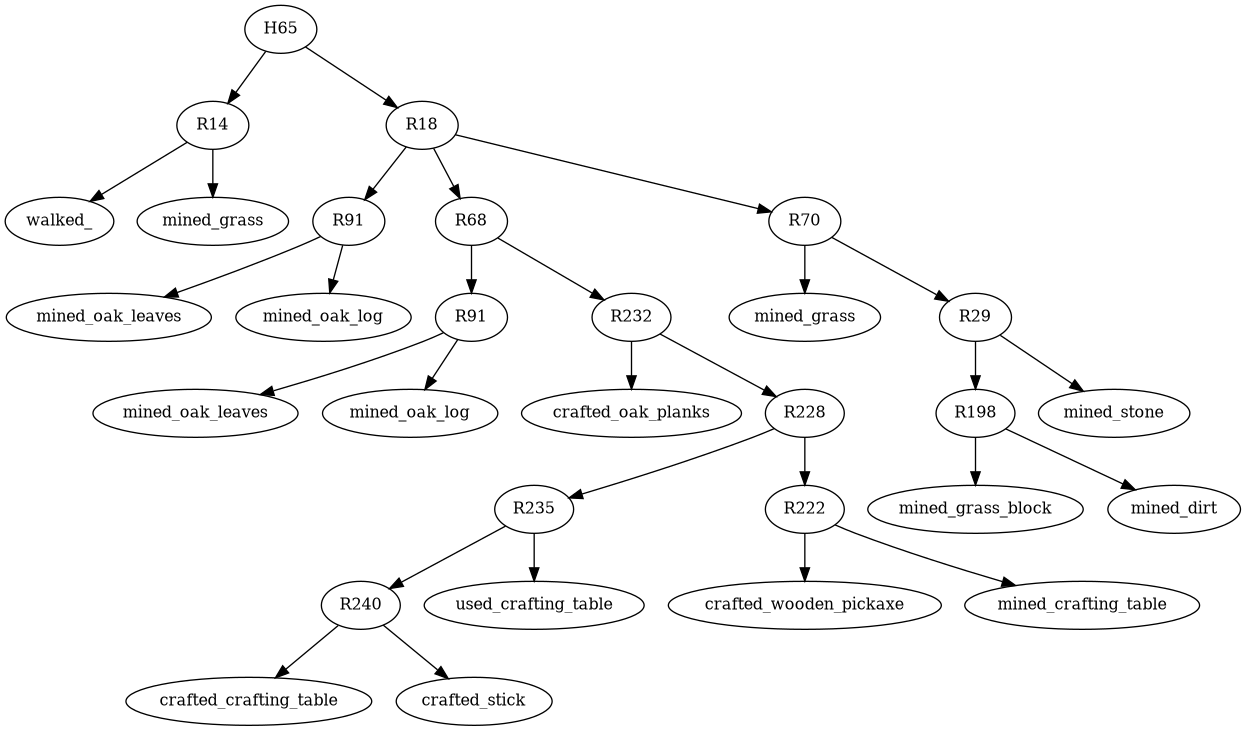 H65
R14
R18
walked_
mined_grass
R91
R68
R70
mined_oak_leaves
mined_oak_log
R91
R232
mined_grass
R29
mined_oak_leaves
mined_oak_log
crafted_oak_planks
R228
R198
mined_stone
R235
R222
mined_grass_block
mined_dirt
R240
used_crafting_table
crafted_wooden_pickaxe
mined_crafting_table
crafted_crafting_table
crafted_stick